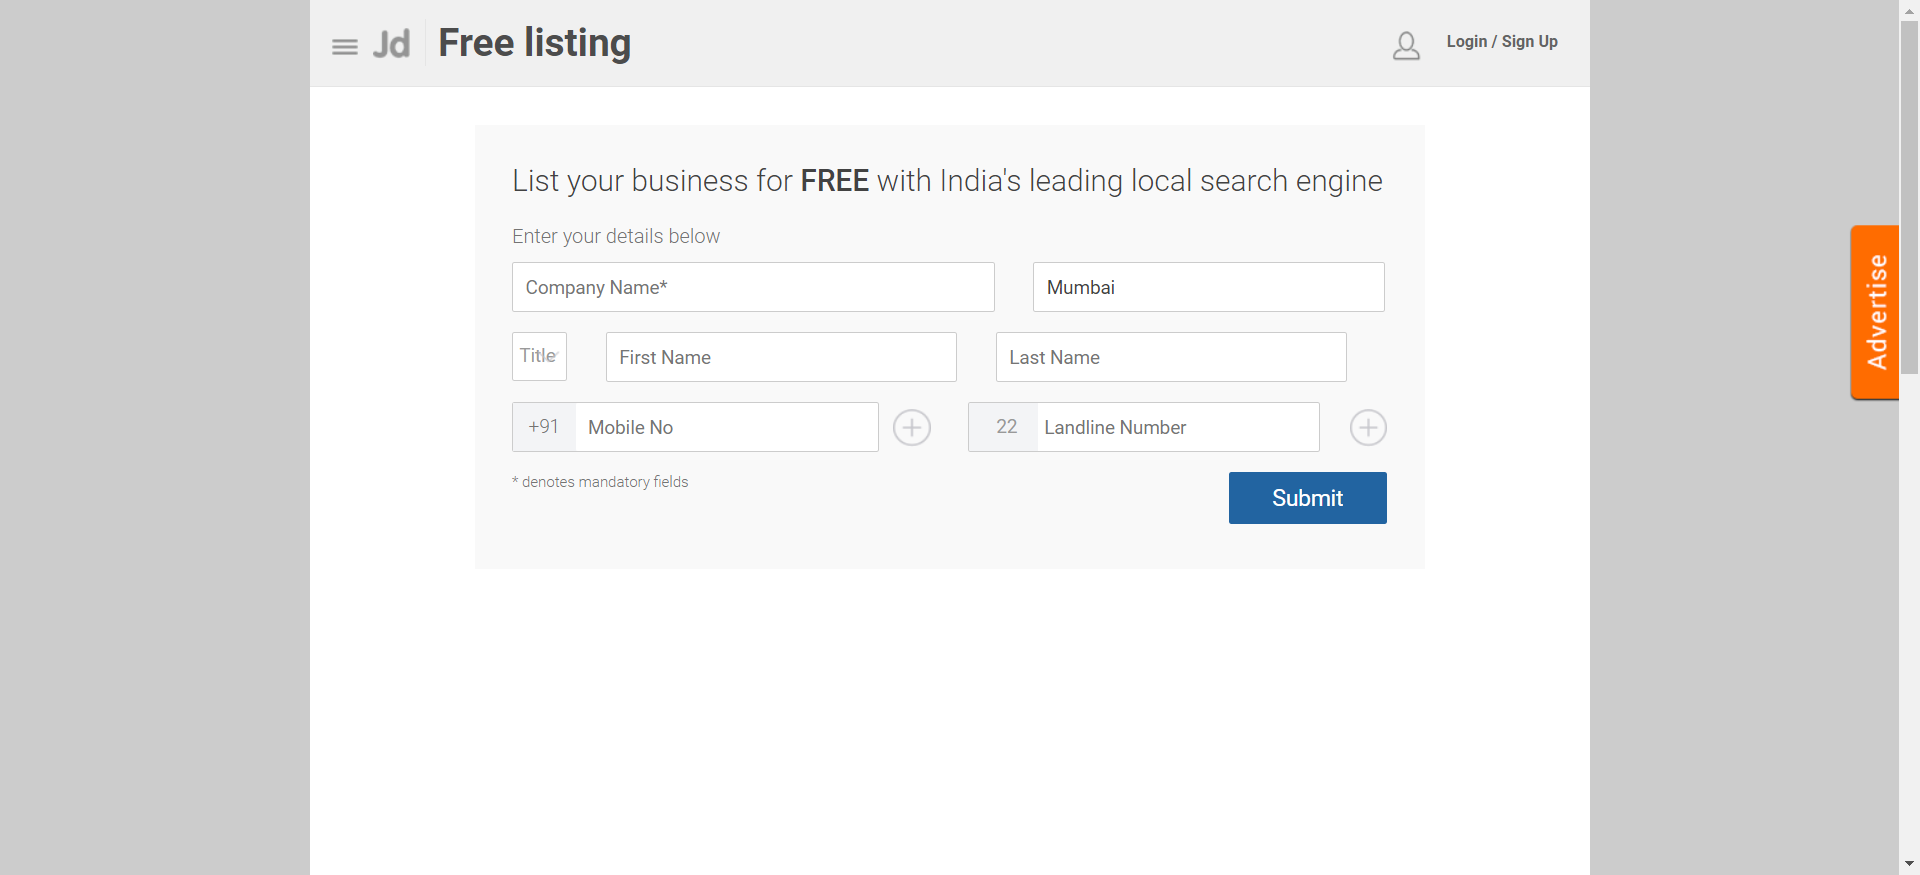 Jd Free listing
Login / Sign Up
List your business for FREE with India's leading local search engine
Enter your details below
Company Name*
Mumbai
Title
First Name
Last Name
+91 Mobile No
22 Landline Number
* denotes mandatory fields
Submit
Advertise